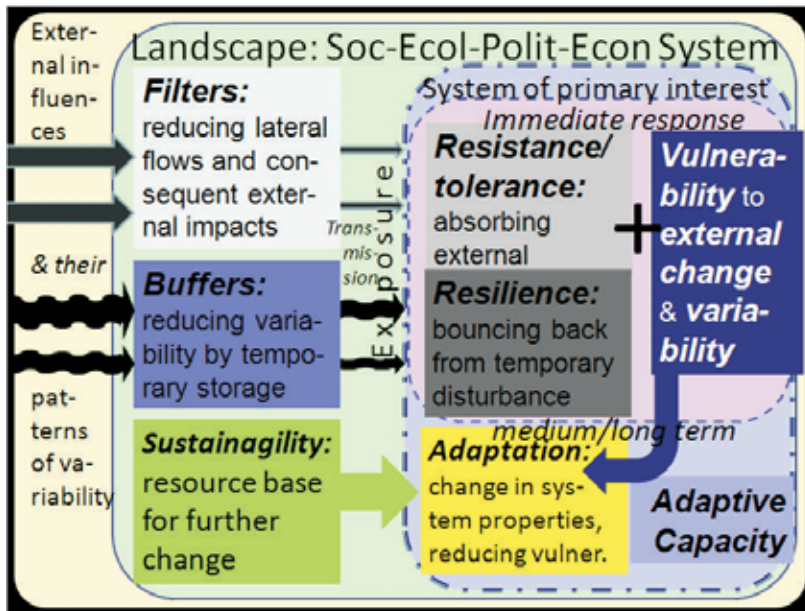 Landscape: Soc-Ecol-Polit-Econ System
Exter-
nal in-
fluen-
ces
& their
pat-
terns
of va-
riability
Filters:
reducing lateral
flows and con-
sequent exter-
nal impacts
Buffers:
reducing varia-
bility by tempo-
rary storage
Sustainagility:
resource base
for further
change
Trans-
mis-
sion
Exposure
System of primary interest
Immediate response
Resistance/
tolerance:
absorbing
external
Resilience:
bouncing back
from temporary
disturbance
+
Vulnera-
bility to
external
change
& varia-
bility
medium/long term
Adaptation:
change in sys-
tem properties,
reducing vulner.
Adaptive
Capacity